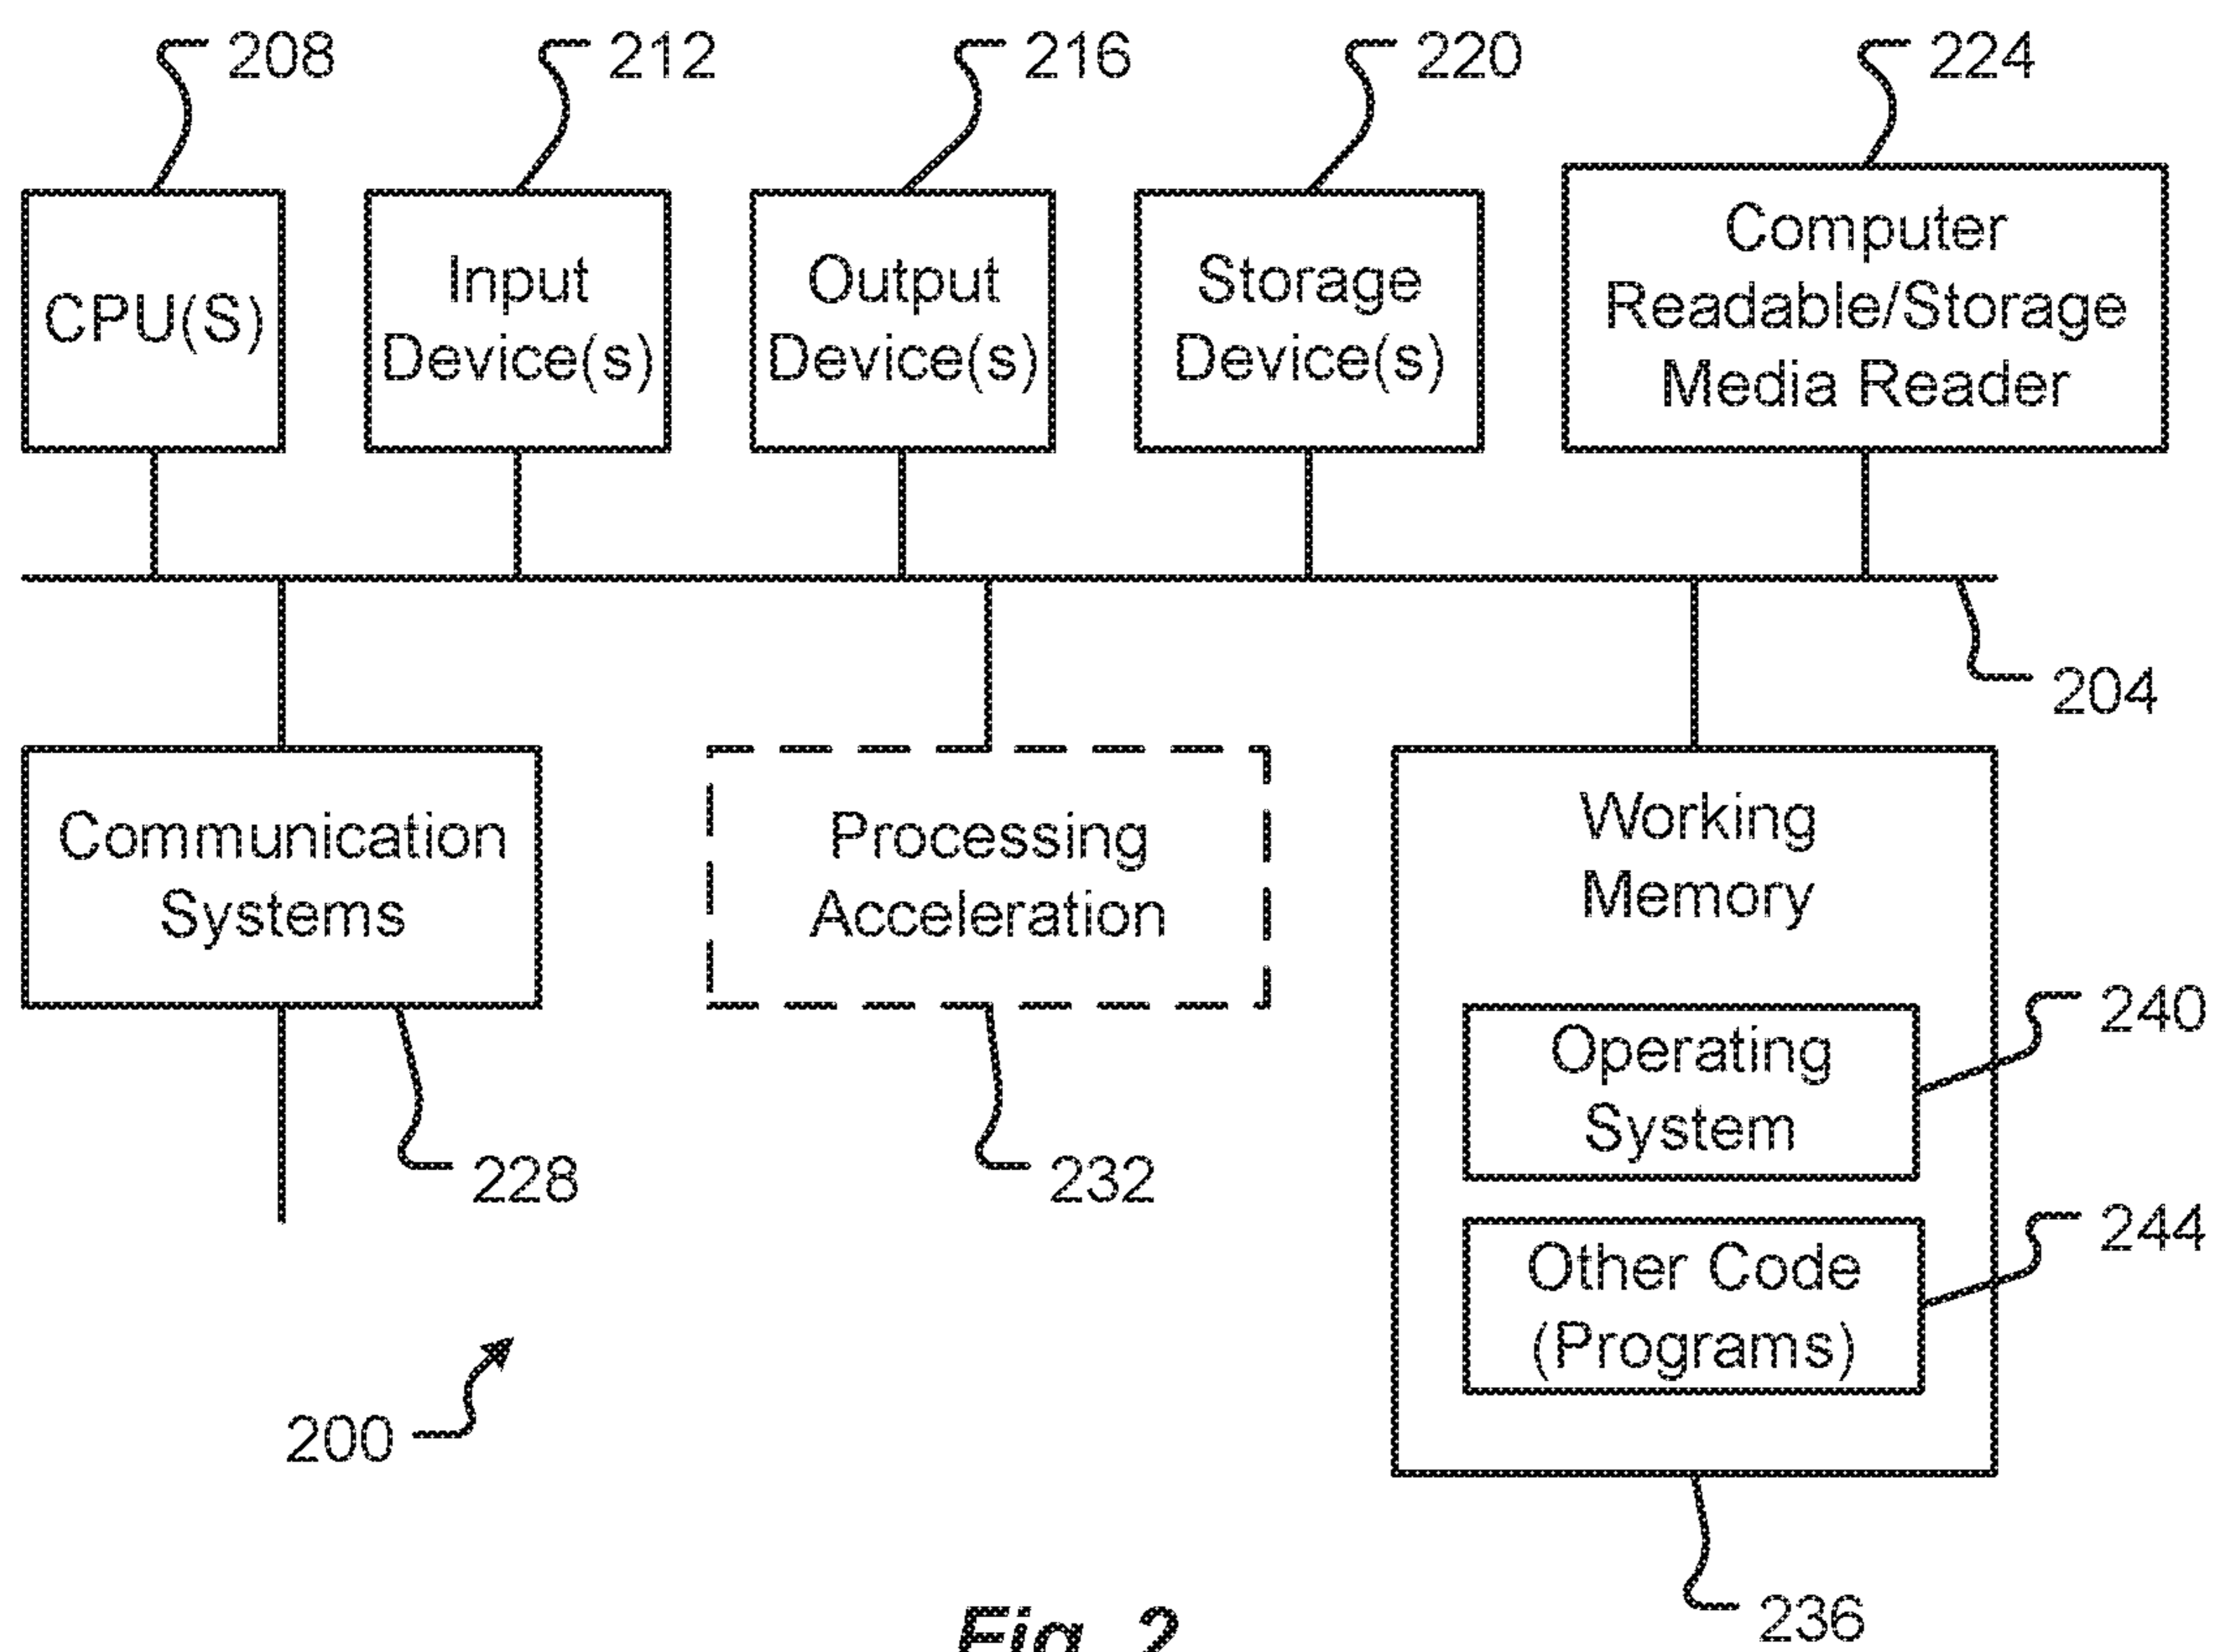 208
212
216
220
224
CPU(S)
Input
Device(s)
Output
Device(s)
Storage
Device(s)
Computer
Readable/Storage
Media Reader
204
Communication
Systems
Processing
Acceleration
Working
Memory
Operating
System
240
228
232
Other Code
(Programs)
244
200
236
Fig. 2